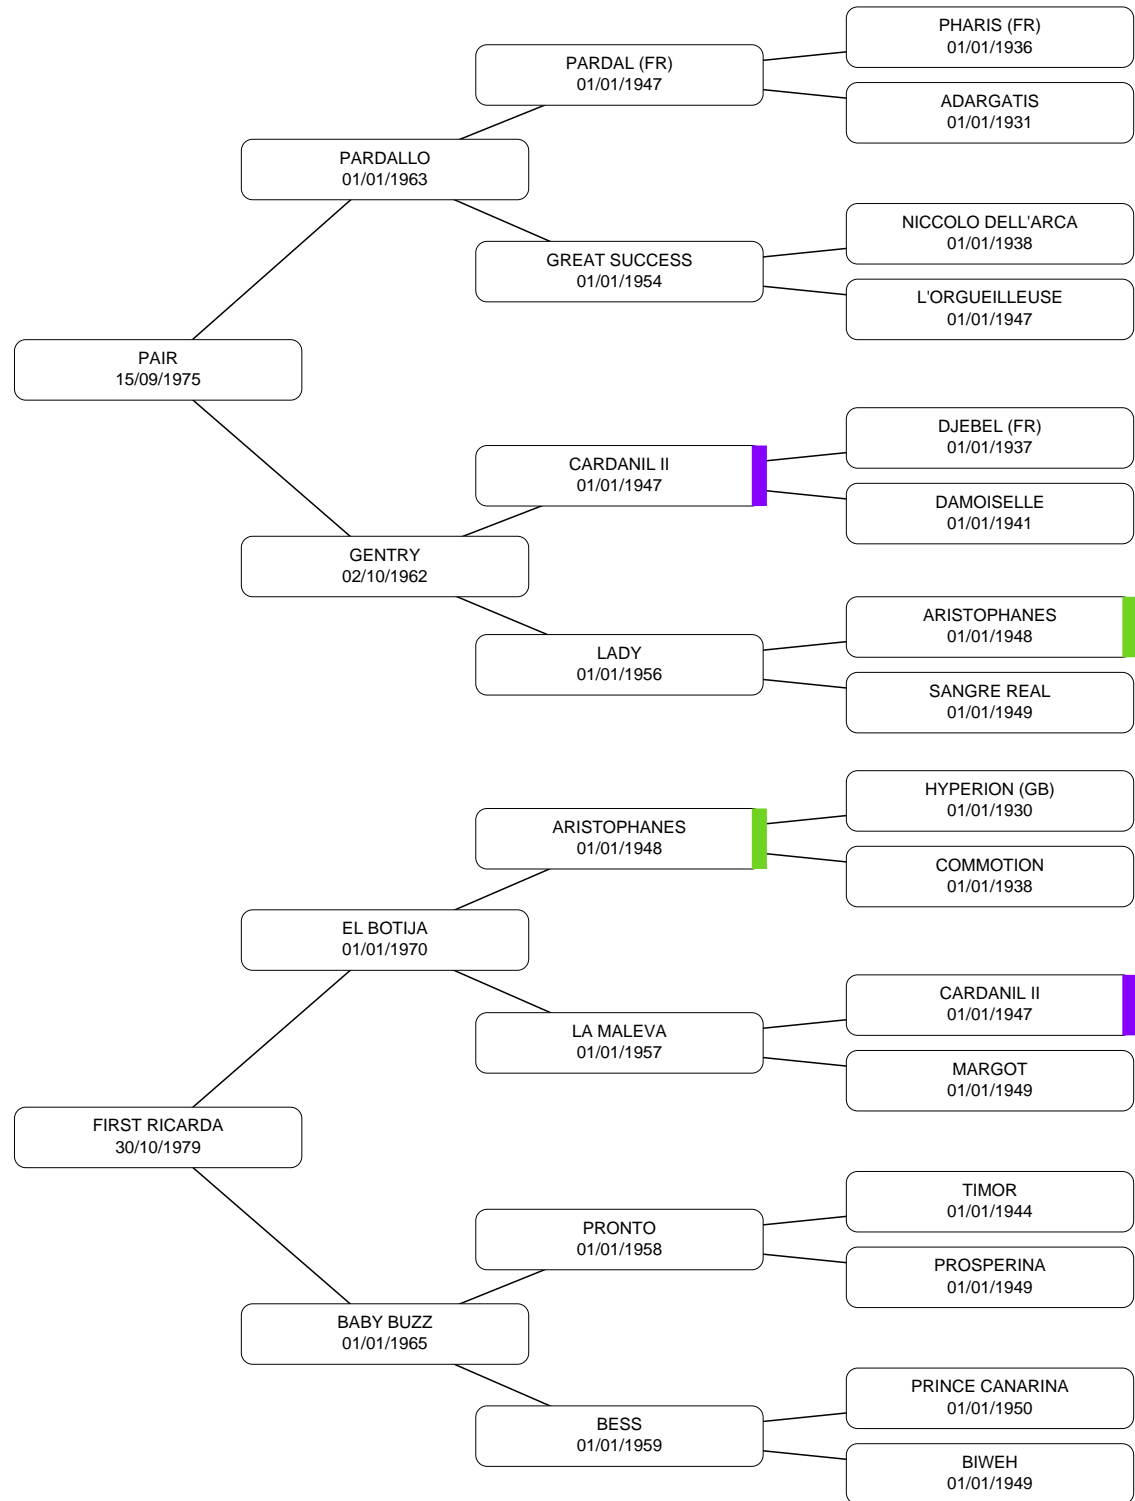 PHARIS (FR)
01/01/1936
PARDAL (FR)
01/01/1947
ADARGATIS
01/01/1931
PARDALLO
01/01/1963
NICCOLO DELL'ARCA
01/01/1938
GREAT SUCCESS
01/01/1954
L'ORGUEILLEUSE
01/01/1947
PAIR
15/09/1975
DJEBEL (FR)
01/01/1937
CARDANIL II
01/01/1947
DAMOISELLE
01/01/1941
GENTRY
02/10/1962
ARISTOPHANES
01/01/1948
LADY
01/01/1956
SANGRE REAL
01/01/1949
HYPERION (GB)
01/01/1930
ARISTOPHANES
01/01/1948
COMMOTION
01/01/1938
EL BOTIJA
01/01/1970
CARDANIL II
01/01/1947
LA MALEVA
01/01/1957
MARGOT
01/01/1949
FIRST RICARDA
30/10/1979
TIMOR
01/01/1944
PRONTO
01/01/1958
PROSPERINA
01/01/1949
BABY BUZZ
01/01/1965
PRINCE CANARINA
01/01/1950
BESS
01/01/1959
BIWEH
01/01/1949